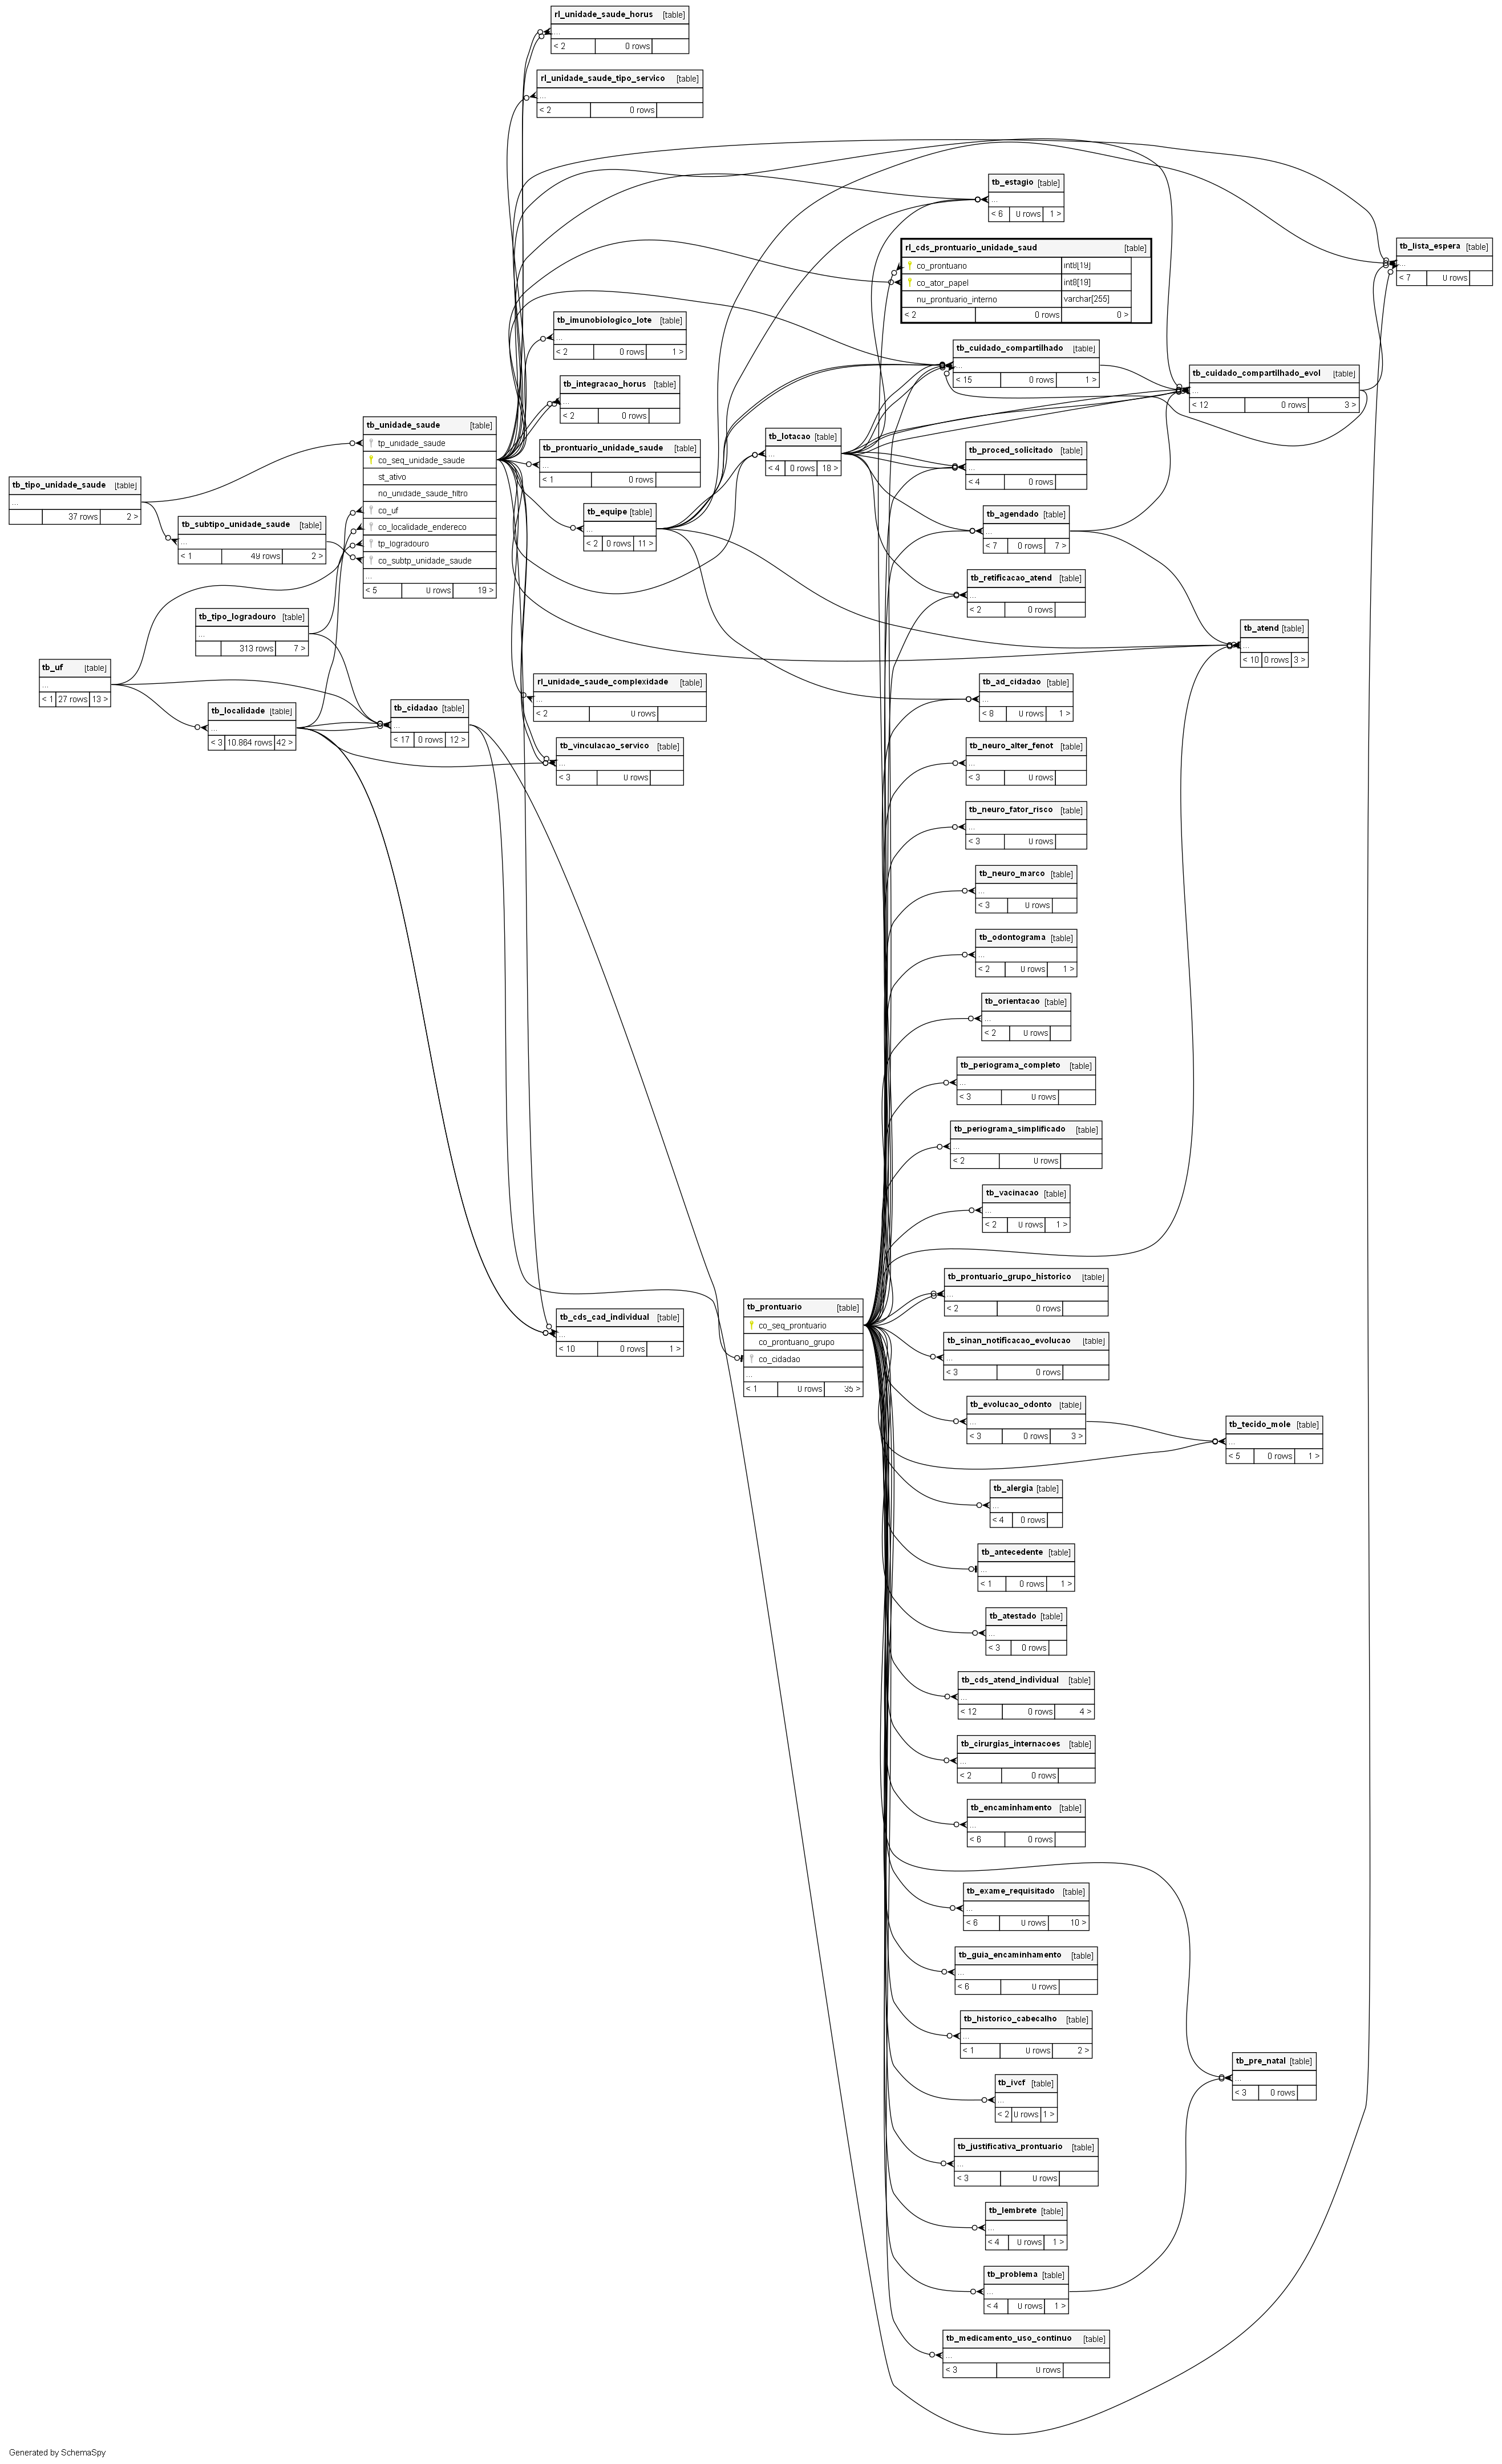 rl_unidade_saude_horus [table]
...
< 2 0 rows
rl_unidade_saude_tipo_servico [table]
...
< 2 0 rows
tb_estagio [table]
...
< 6 0 rows 1 >
rl_cds_prontuario_unidade_saud [table]
co_prontuario int8[19]
co_ator_papel int8[19]
nu_prontuario_interno varchar[255]
< 2 0 rows 0 >
tb_lista_espera [table]
...
< 7 0 rows
tb_imunobiologico_lote [table]
...
< 2 0 rows 1 >
tb_cuidado_compartilhado [table]
...
< 15 0 rows 1 >
tb_cuidado_compartilhado_evol [table]
...
< 12 0 rows 3 >
tb_integracao_horus [table]
...
< 2 0 rows
tb_unidade_saude [table]
tp_unidade_saude
co_seq_unidade_saude
st_ativo
no_unidade_saude_filtro
co_uf
co_localidade_endereco
tp_logradouro
co_subtp_unidade_saude
...
< 5 0 rows 19 >
tb_prontuario_unidade_saude [table]
...
< 1 0 rows
tb_lotacao [table]
...
< 4 0 rows 18 >
tb_proced_solicitado [table]
...
< 4 0 rows
tb_tipo_unidade_saude [table]
...
37 rows 2 >
tb_subtipo_unidade_saude [table]
...
< 1 49 rows 2 >
tb_equipe [table]
...
< 2 0 rows 11 >
tb_agendado [table]
...
< 7 0 rows 7 >
tb_retificacao_atend [table]
...
< 2 0 rows
tb_tipo_logradouro [table]
...
313 rows 7 >
tb_atend [table]
...
< 10 0 rows 3 >
tb_uf [table]
...
< 1 27 rows 13 >
tb_localidade [table]
...
< 3 10.864 rows 42 >
tb_cidadao [table]
...
< 17 0 rows 12 >
rl_unidade_saude_complexidade [table]
...
< 2 0 rows
tb_ad_cidadao [table]
...
< 8 0 rows 1 >
tb_vinculacao_servico [table]
...
< 3 0 rows
tb_neuro_alter_fenot [table]
...
< 3 0 rows
tb_neuro_fator_risco [table]
...
< 3 0 rows
tb_neuro_marco [table]
...
< 3 0 rows
tb_odontograma [table]
...
< 2 0 rows 1 >
tb_orientacao [table]
...
< 2 0 rows
tb_periograma_completo [table]
...
< 3 0 rows
tb_periograma_simplificado [table]
...
< 2 0 rows
tb_vacinacao [table]
...
< 2 0 rows 1 >
tb_prontuario_grupo_historico [table]
...
< 2 0 rows
tb_cds_cad_individual [table]
...
< 10 0 rows 1 >
tb_prontuario [table]
co_seq_prontuario
co_prontuario_grupo
co_cidadao
...
< 1 0 rows 35 >
tb_sinan_notificacao_evolucao [table]
...
< 3 0 rows
tb_evolucao_odonto [table]
...
< 3 0 rows 3 >
tb_tecido_mole [table]
...
< 5 0 rows 1 >
tb_alergia [table]
...
< 4 0 rows
tb_antecedente [table]
...
< 1 0 rows 1 >
tb_atestado [table]
...
< 3 0 rows
tb_cds_atend_individual [table]
...
< 12 0 rows 4 >
tb_cirurgias_internacoes [table]
...
< 2 0 rows
tb_encaminhamento [table]
...
< 6 0 rows
tb_exame_requisitado [table]
...
< 6 0 rows 10 >
tb_guia_encaminhamento [table]
...
< 6 0 rows
tb_historico_cabecalho [table]
...
< 1 0 rows 2 >
tb_pre_natal [table]
...
< 3 0 rows
tb_ivcf [table]
...
< 2 0 rows 1 >
tb_justificativa_prontuario [table]
...
< 3 0 rows
tb_lembrete [table]
...
< 4 0 rows 1 >
tb_problema [table]
...
< 4 0 rows 1 >
tb_medicamento_uso_continuo [table]
...
< 3 0 rows
Generated by SchemaSpy